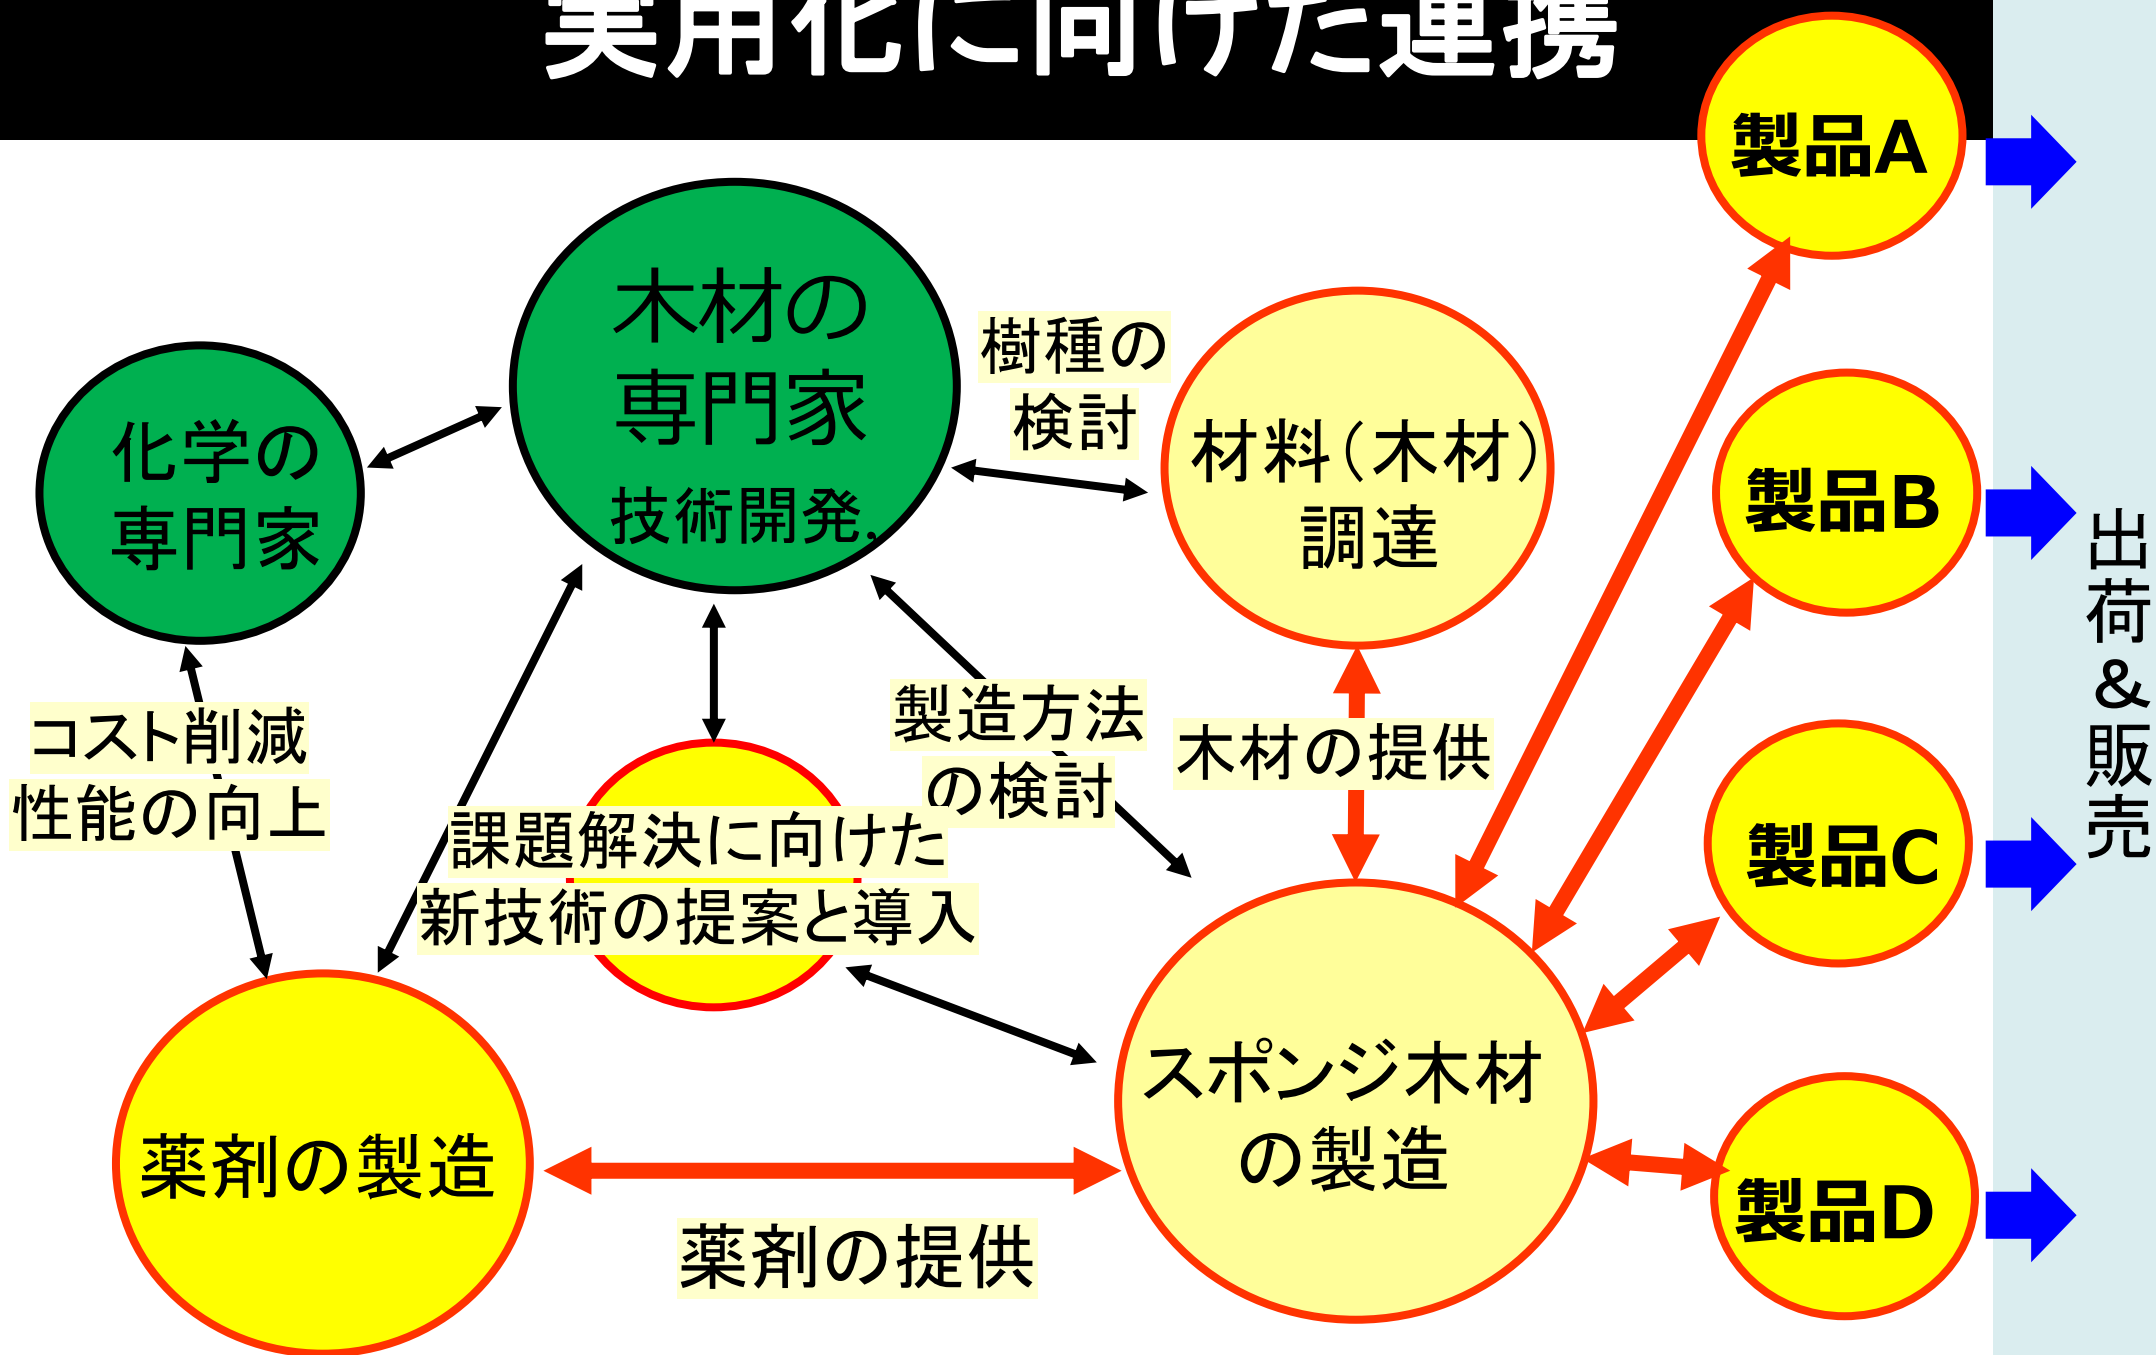 実用化に向けた連携
製品A
木材の
専門家
技術開発.
樹種の
検討
化学の
専門家
材料（木材）
調達
製品B
出荷＆販売
コスト削減
性能の向上
製造方法
の検討
木材の提供
課題解決に向けた
新技術の提案と導入
製品C
スポンジ木材
の製造
薬剤の製造
薬剤の提供
製品D